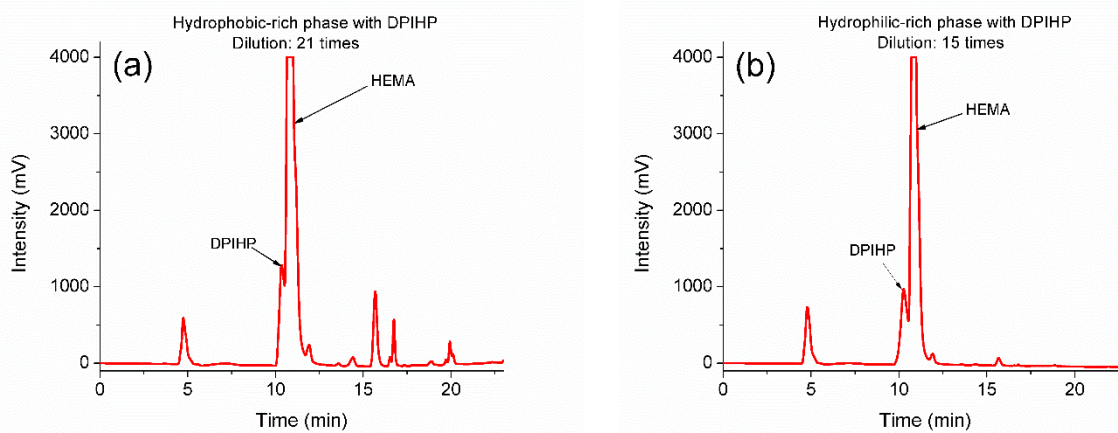 Hydrophobic-rich phase with DPIHP
Dilution: 21 times
(a)
4000
3000
2000
1000
0
Intensity (mV)
HEMA
DPIHP
0 5 10 15 20
Time (min)
Hydrophilic-rich phase with DPIHP
Dilution: 15 times
(b)
4000
3000
2000
1000
0
Intensity (mV)
HEMA
DPIHP
0 5 10 15 20
Time (min)